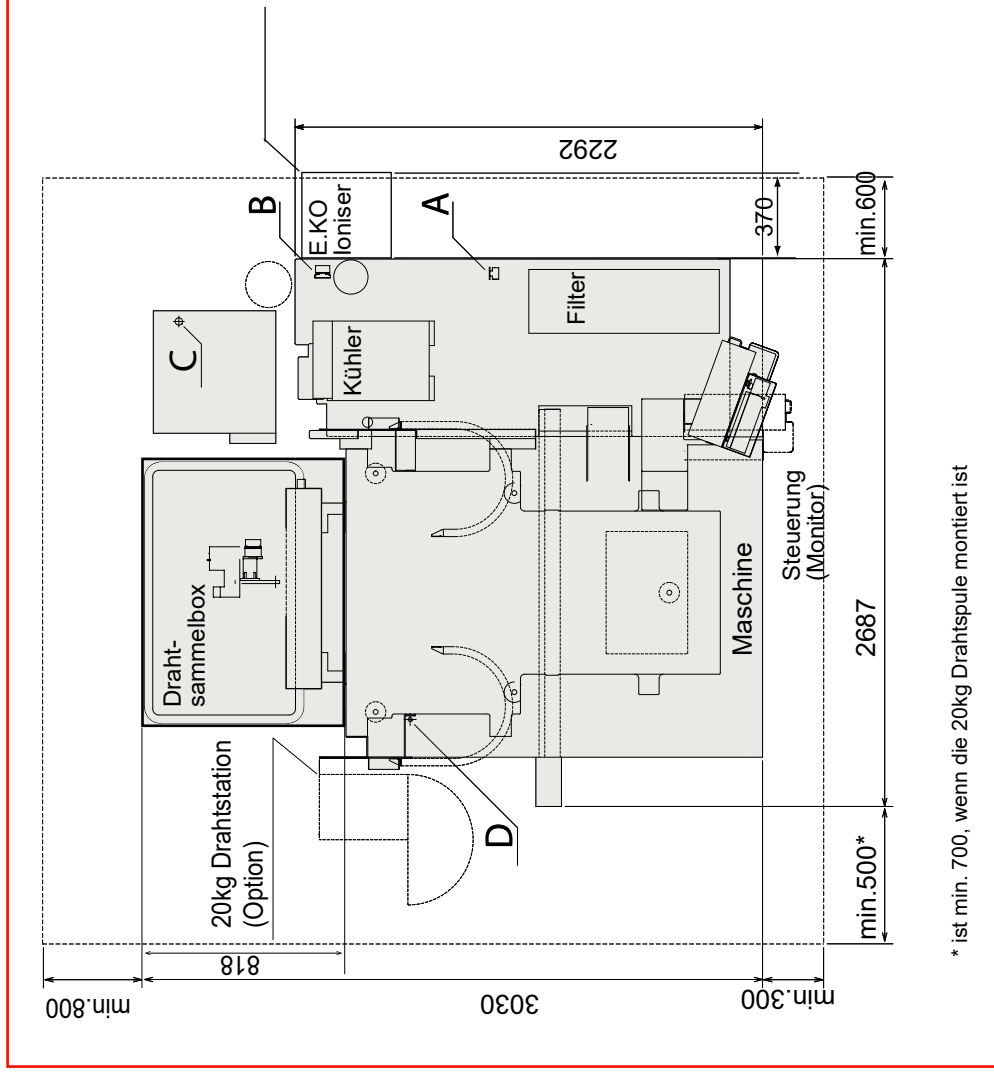 2292
B
E.KO
Ioniser
A
370
min.600
C
Kühler
Filter
Draht-
sammelbox
Maschine
Steuerung
(Monitor)
2687
20kg Drahtstation
(Option)
D
min.500*
818
min.800
3030
min.300
* ist min. 700, wenn die 20kg Drahtspule montiert ist